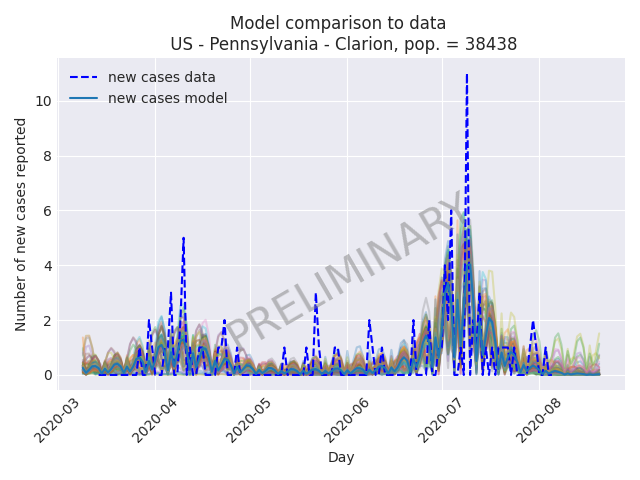 Model comparison to data
US - Pennsylvania - Clarion, pop. = 38438
new cases data
new cases model
Number of new cases reported
10
8
6
4
2
0
PRELIMINARY
2020-03
2020-04
2020-05
2020-06
2020-07
2020-08
Day